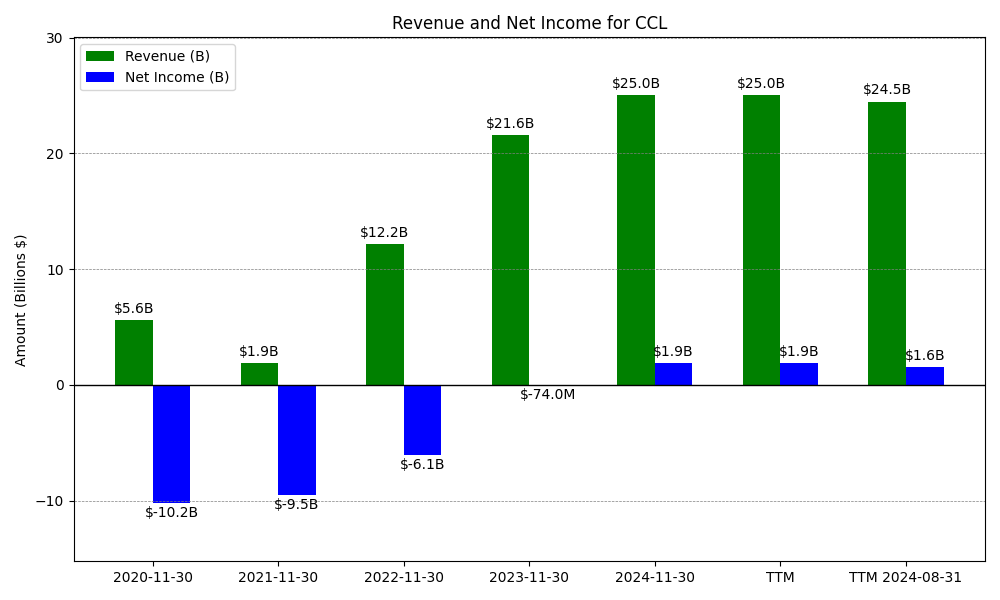 Revenue and Net Income for CCL
Revenue (B)
Net Income (B)
Amount (Billions $)
30
20
10
0
−10
$5.6B
$1.9B
$12.2B
$21.6B
$25.0B
$25.0B
$24.5B
$-10.2B
$-9.5B
$-6.1B
$-74.0M
$1.9B
$1.9B
$1.6B
2020-11-30
2021-11-30
2022-11-30
2023-11-30
2024-11-30
TTM
TTM 2024-08-31